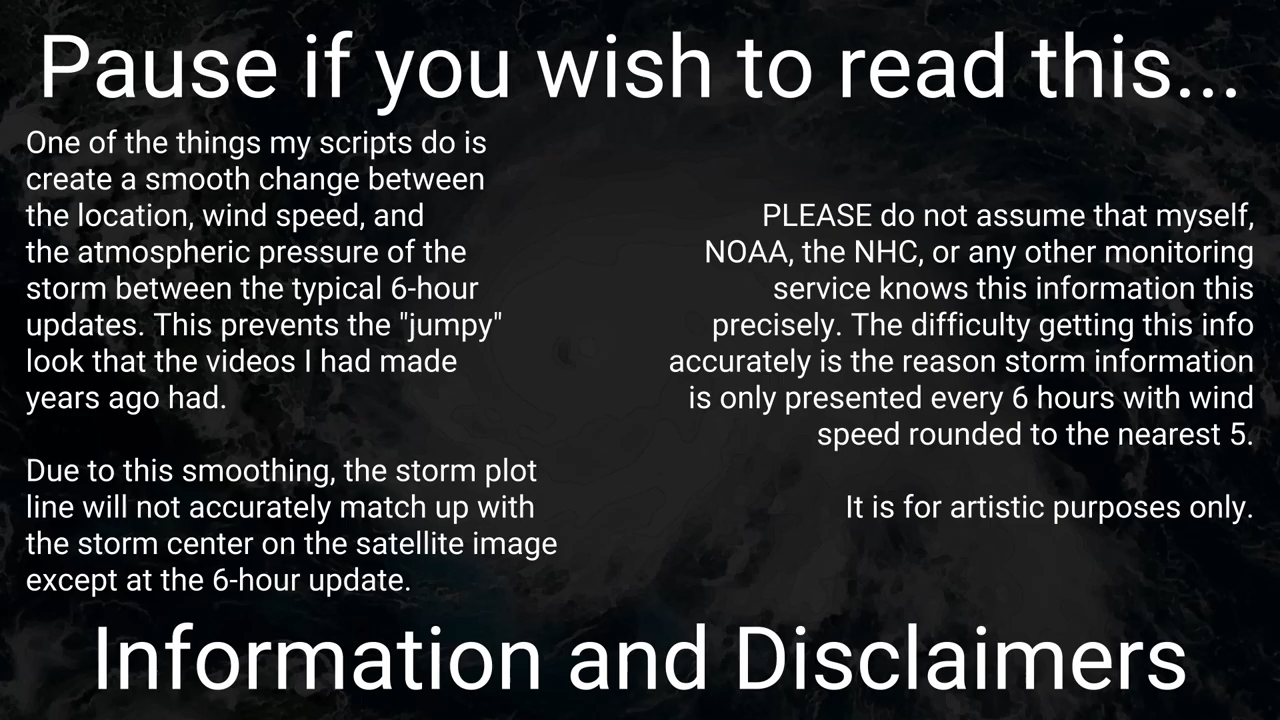 Pause if you wish to read this...
One of the things my scripts do is
create a smooth change between
the location, wind speed, and
the atmospheric pressure of the
storm between the typical 6-hour
updates. This prevents the "jumpy"
look that the videos I had made
years ago had.
Due to this smoothing, the storm plot
line will not accurately match up with
the storm center on the satellite image
except at the 6-hour update.
PLEASE do not assume that myself,
NOAA, the NHC, or any other monitoring
service knows this information this
precisely. The difficulty getting this info
accurately is the reason storm information
is only presented every 6 hours with wind
speed rounded to the nearest 5.
It is for artistic purposes only.
Information and Disclaimers